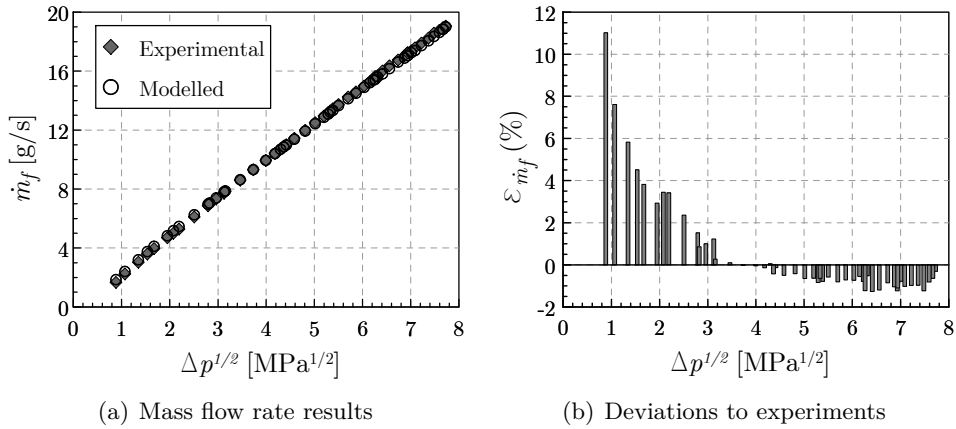 20
16
12
8
4
0
ṁf [g/s]
Experimental
Modelled
0 1 2 3 4 5 6 7 8
Δp1/2 [MPa1/2]
(a) Mass flow rate results
12
10
8
6
4
2
0
-2
ε ṁf (%)
0 1 2 3 4 5 6 7 8
Δp1/2 [MPa1/2]
(b) Deviations to experiments